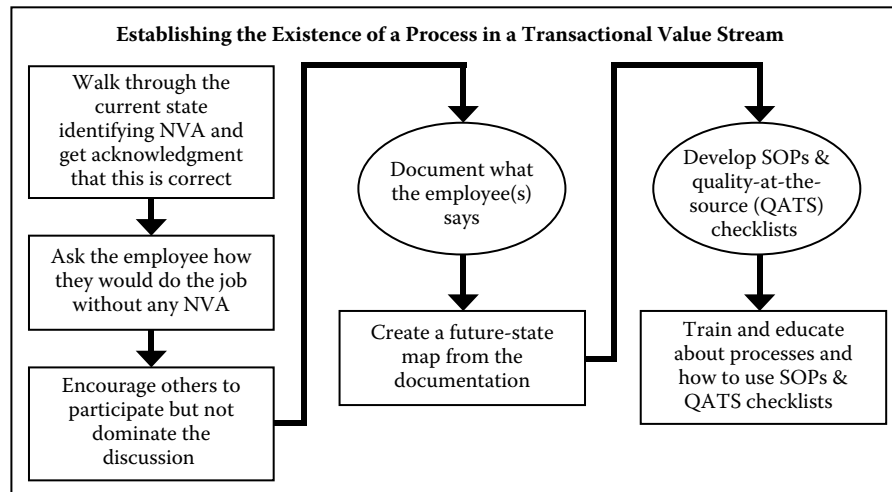 Establishing the Existence of a Process in a Transactional Value Stream
Walk through the
current state
identifying NVA and
get acknowledgment
that this is correct
Ask the employee how
they would do the job
without any NVA
Encourage others to
participate but not
dominate the
discussion
Document what
the employee(s)
says
Create a future-state
map from the
documentation
Develop SOPs &
quality-at-the-
source (QATS)
checklists
Train and educate
about processes and
how to use SOPs &
QATS checklists